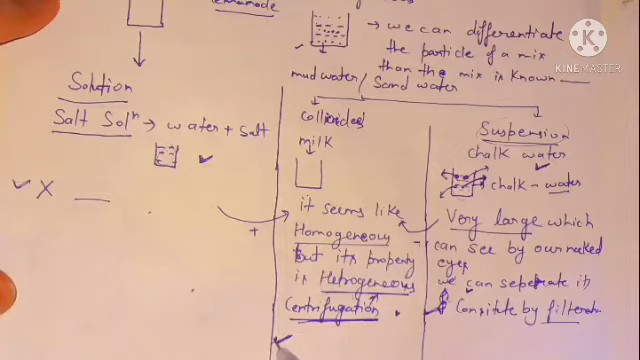 lemonade
→ we can differentiate
the particle of a mix
than the mix is known
mud water / Sand water
Solution
Salt Solⁿ → water + salt
✓ X
colloides
milk
it seems like
Homogeneous
but its property
is Hetrogeneous
Centrifugation
+
Suspension
chalk water
chalk - water
Very large which
can see by our naked
eyes
we can seperate it
Consitute by filteration
KINEMASTER